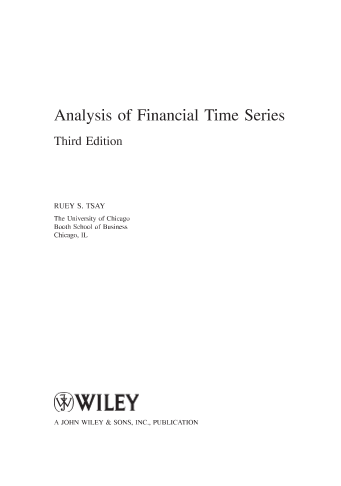 Analysis of Financial Time Series
Third Edition
RUEY S. TSAY
The University of Chicago
Booth School of Business
Chicago, IL
WILEY
A JOHN WILEY & SONS, INC., PUBLICATION